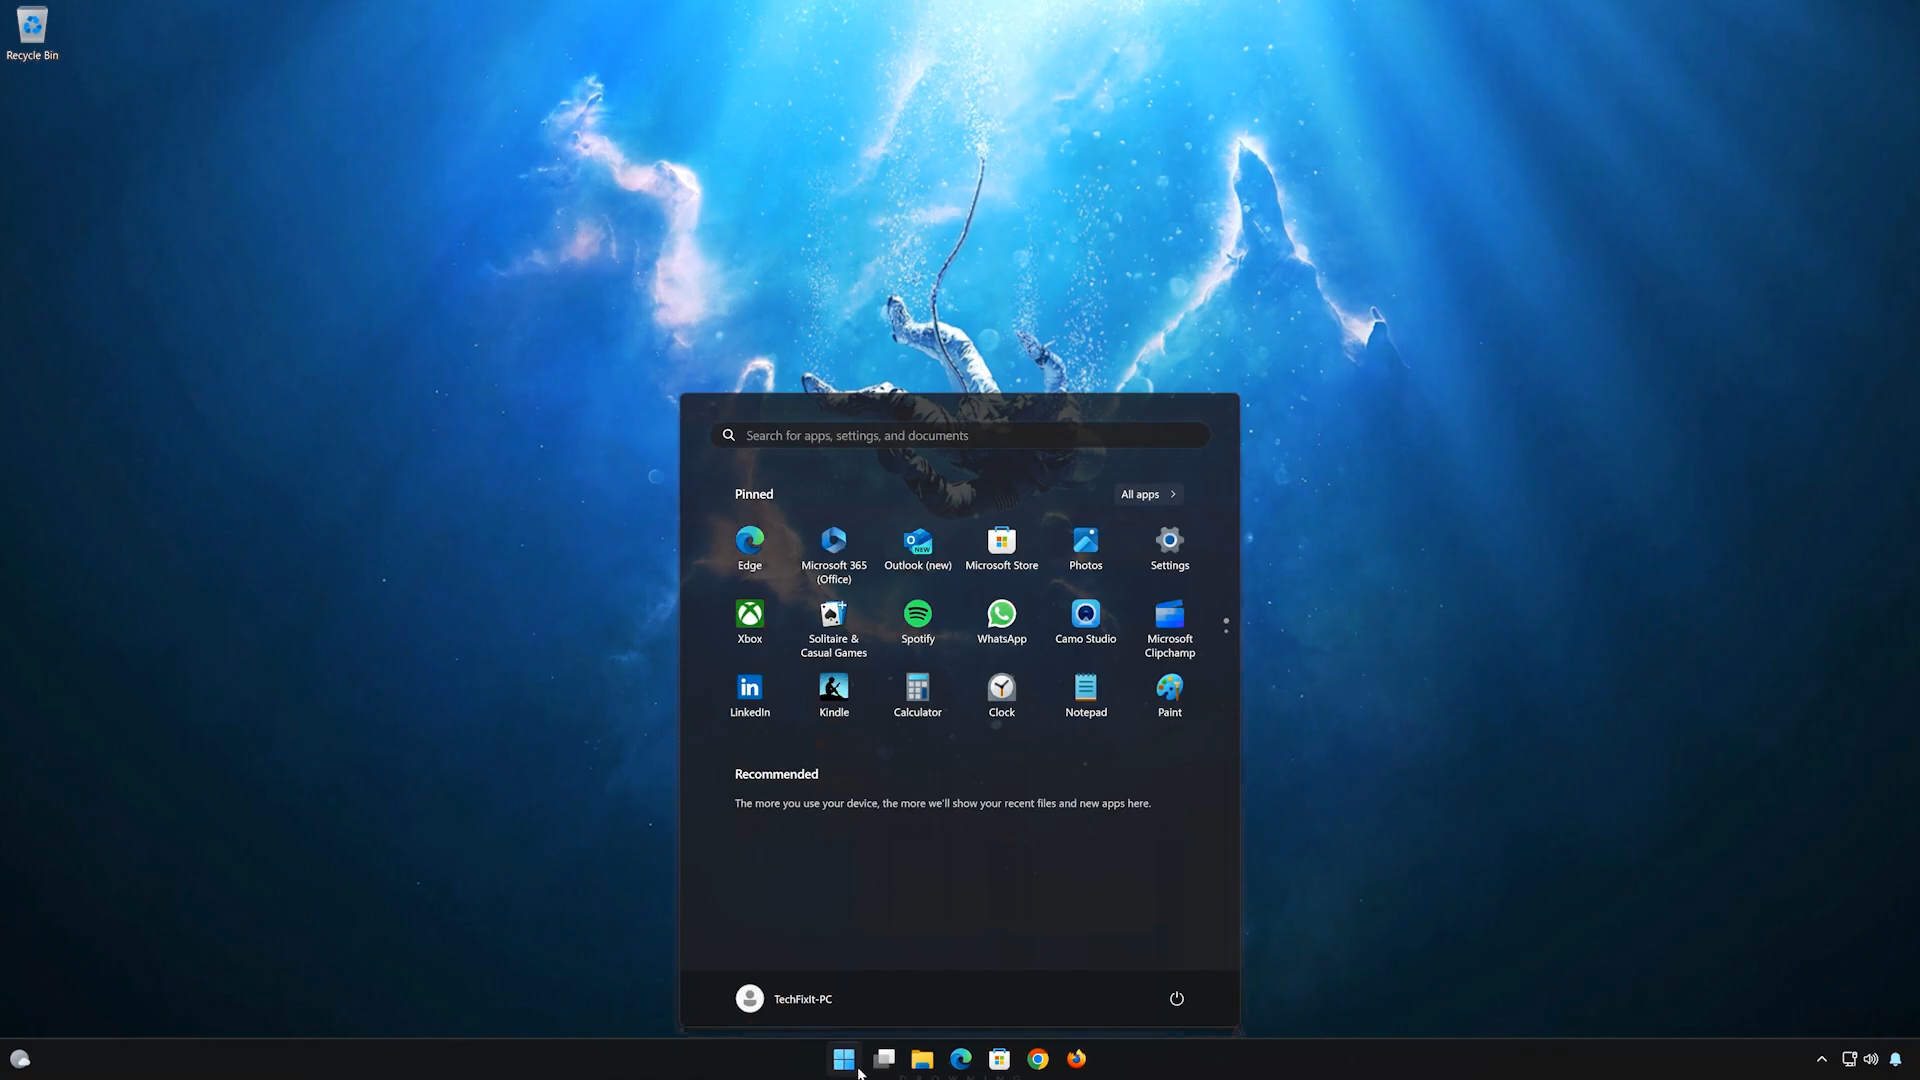 Recycle Bin
Search for apps, settings, and documents
Pinned
All apps
Edge
Microsoft 365
(Office)
Outlook (new)
Microsoft Store
Photos
Settings
Xbox
Solitaire &
Casual Games
Spotify
WhatsApp
Camo Studio
Microsoft
Clipchamp
LinkedIn
Kindle
Calculator
Clock
Notepad
Paint
Recommended
The more you use your device, the more we'll show your recent files and new apps here.
TechFixIt-PC